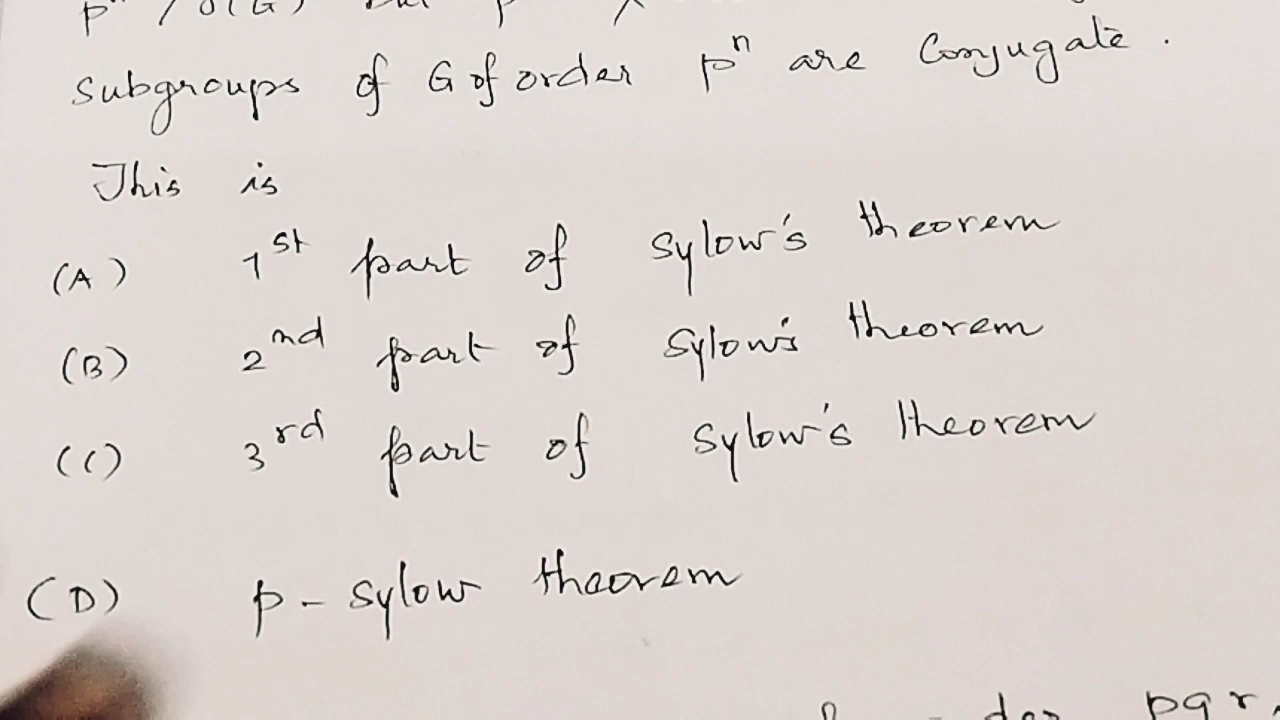 subgroups of G of order pⁿ are Conjugate.
This is
(A) 1st part of Sylow's theorem
(B) 2nd part of Sylow's theorem
(C) 3rd part of Sylow's theorem
(D) p-Sylow theorem
pqr,